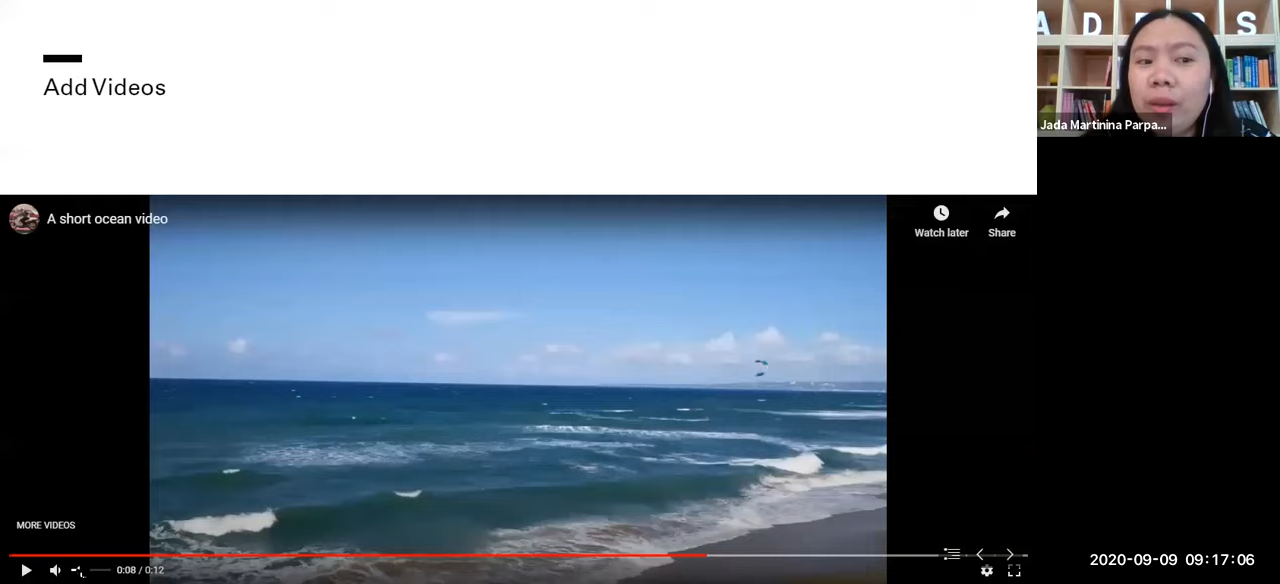 Add Videos
A D E R S
Jada Martinina Parpa...
A short ocean video
Watch later
Share
MORE VIDEOS
0:08 / 0:12
2020-09-09 09:17:06